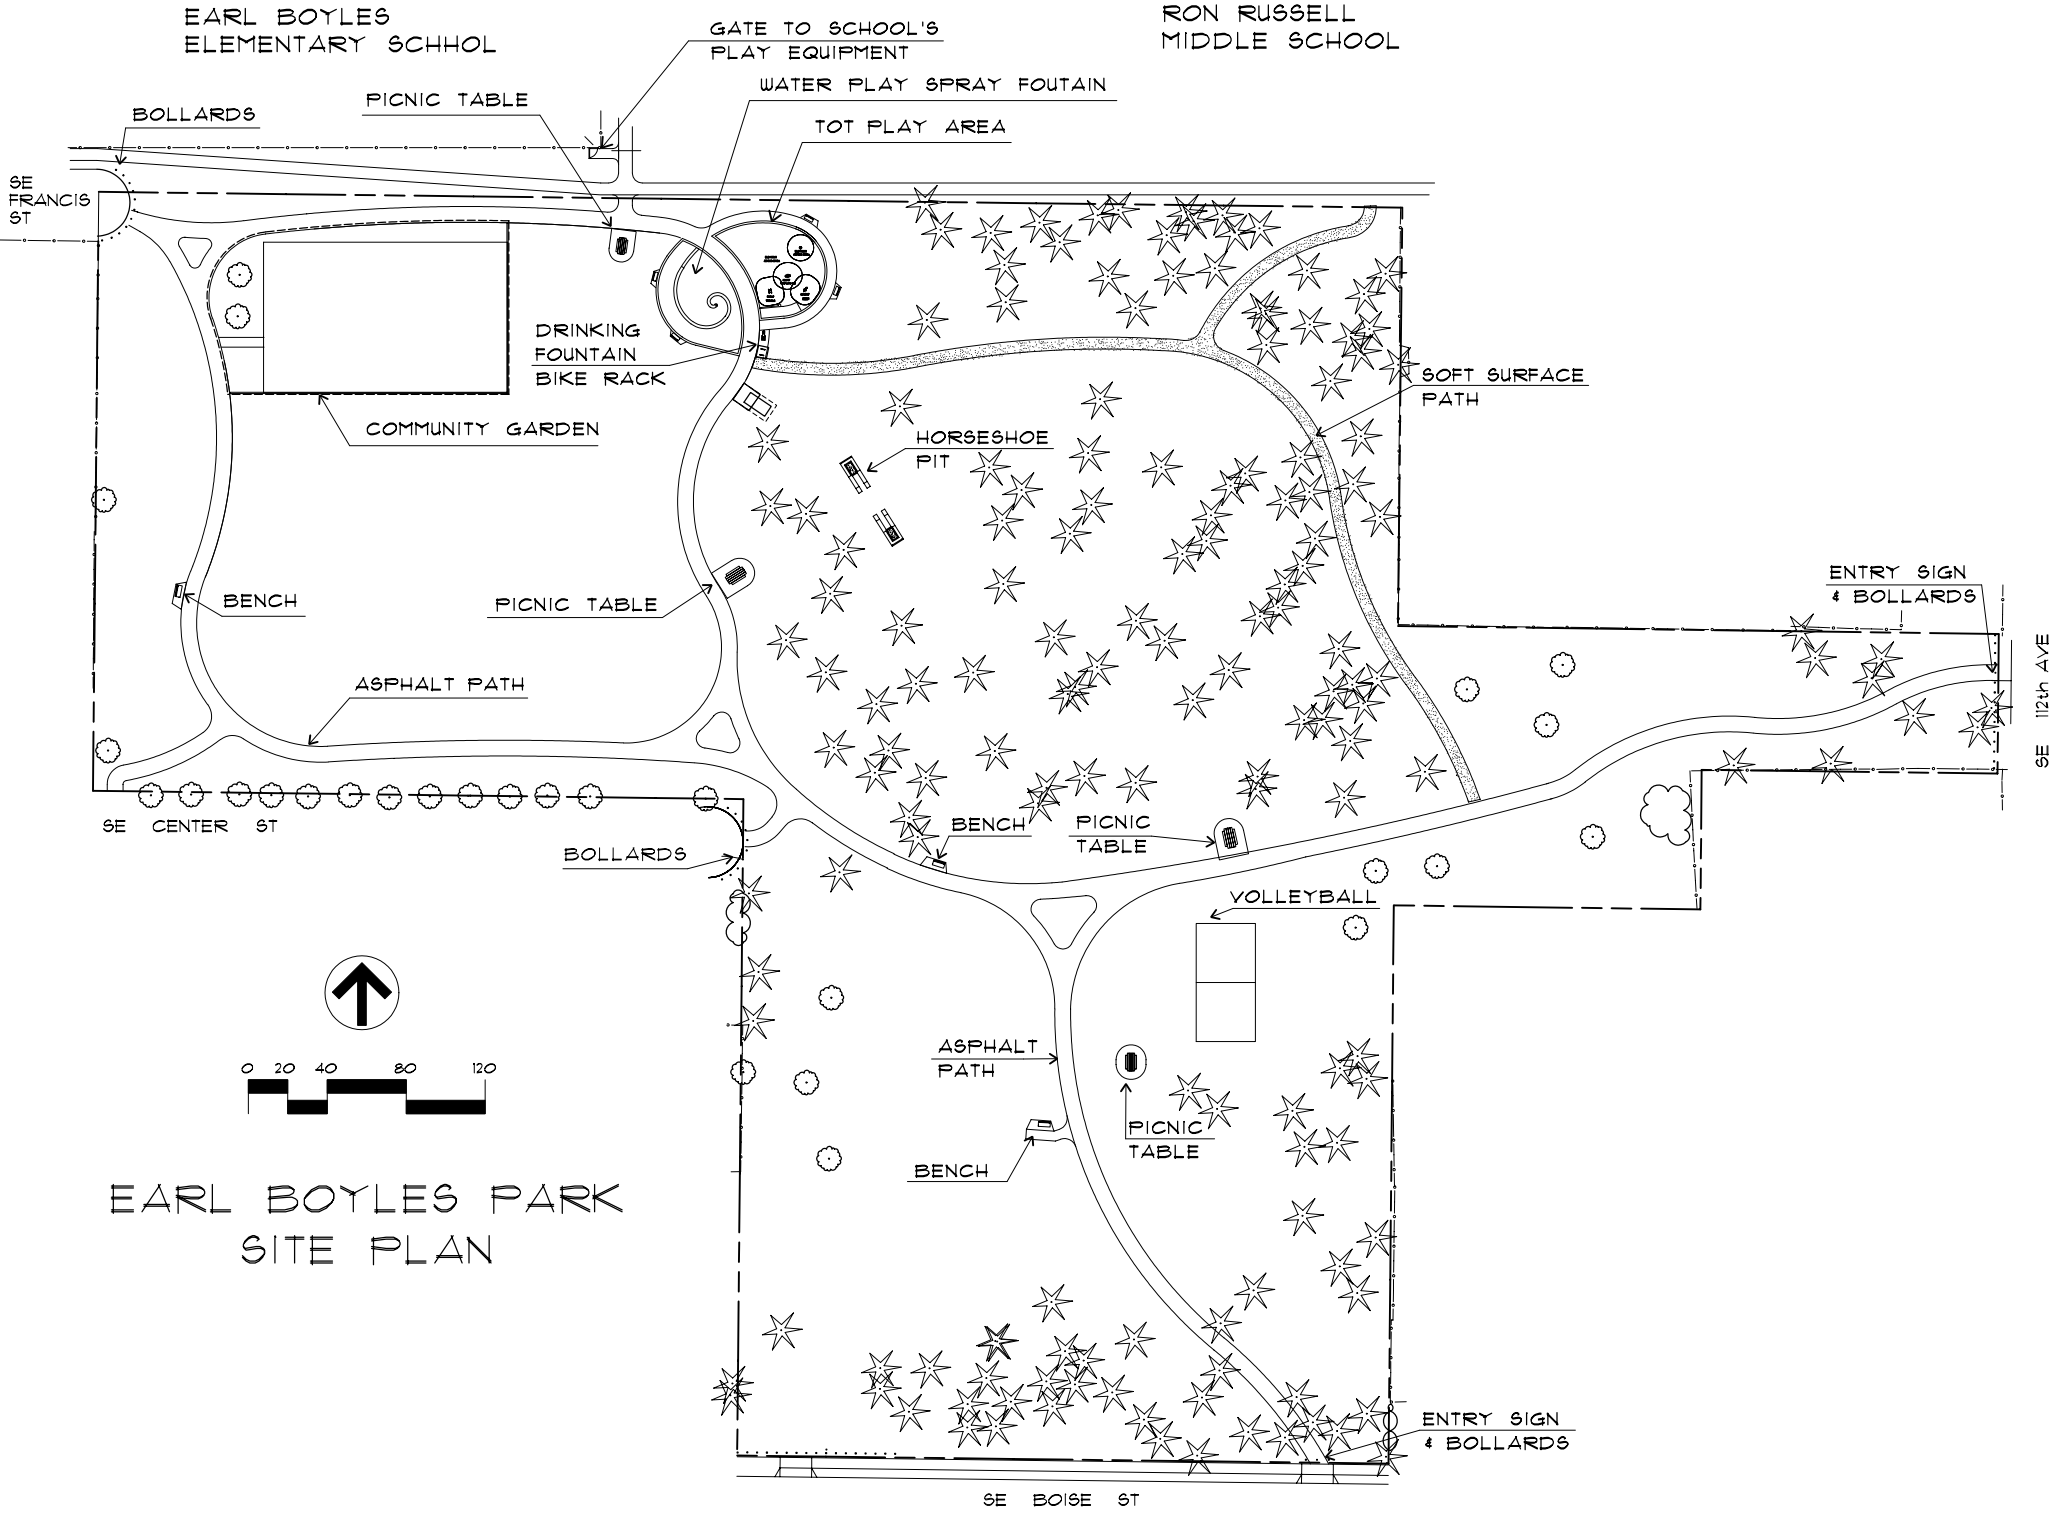 EARL BOYLES
ELEMENTARY SCHHOL
RON RUSSELL
MIDDLE SCHOOL
GATE TO SCHOOL'S
PLAY EQUIPMENT
WATER PLAY SPRAY FOUTAIN
PICNIC TABLE
BOLLARDS
TOT PLAY AREA
SE
FRANCIS
ST
DRINKING
FOUNTAIN
BIKE RACK
SOFT SURFACE
PATH
COMMUNITY GARDEN
HORSESHOE
PIT
ENTRY SIGN
& BOLLARDS
BENCH
PICNIC TABLE
SE 112th AVE
ASPHALT PATH
SE CENTER ST
BENCH
PICNIC
TABLE
BOLLARDS
VOLLEYBALL
ASPHALT
PATH
0 20 40 80 120
PICNIC
TABLE
BENCH
EARL BOYLES PARK
SITE PLAN
ENTRY SIGN
& BOLLARDS
SE BOISE ST